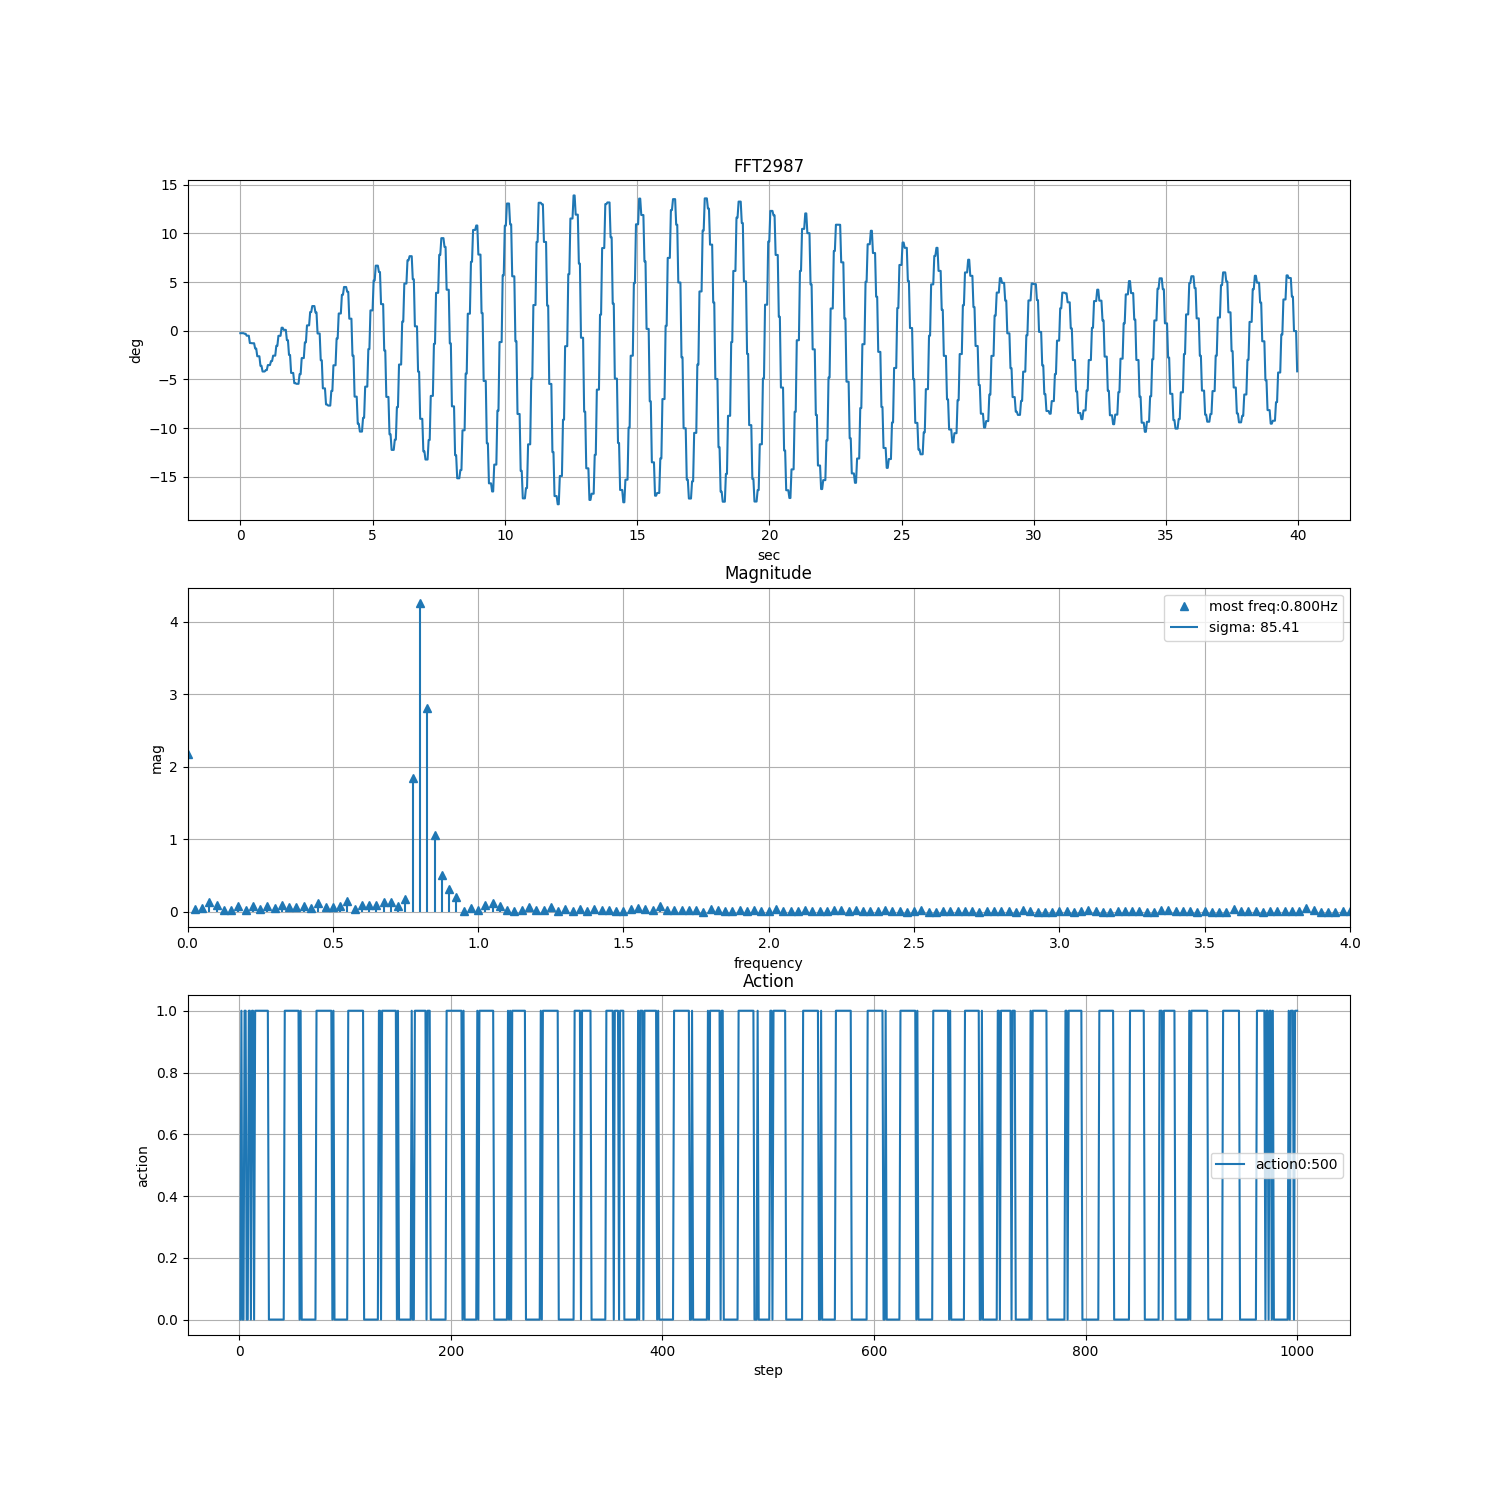 FFT2987
15
10
5
0
−5
−10
−15
deg
0 5 10 15 20 25 30 35 40
sec
Magnitude
most freq:0.800Hz
sigma: 85.41
4
3
2
1
0
mag
0.0 0.5 1.0 1.5 2.0 2.5 3.0 3.5 4.0
frequency
Action
1.0
0.8
0.6
0.4
0.2
0.0
action
action0:500
0 200 400 600 800 1000
step